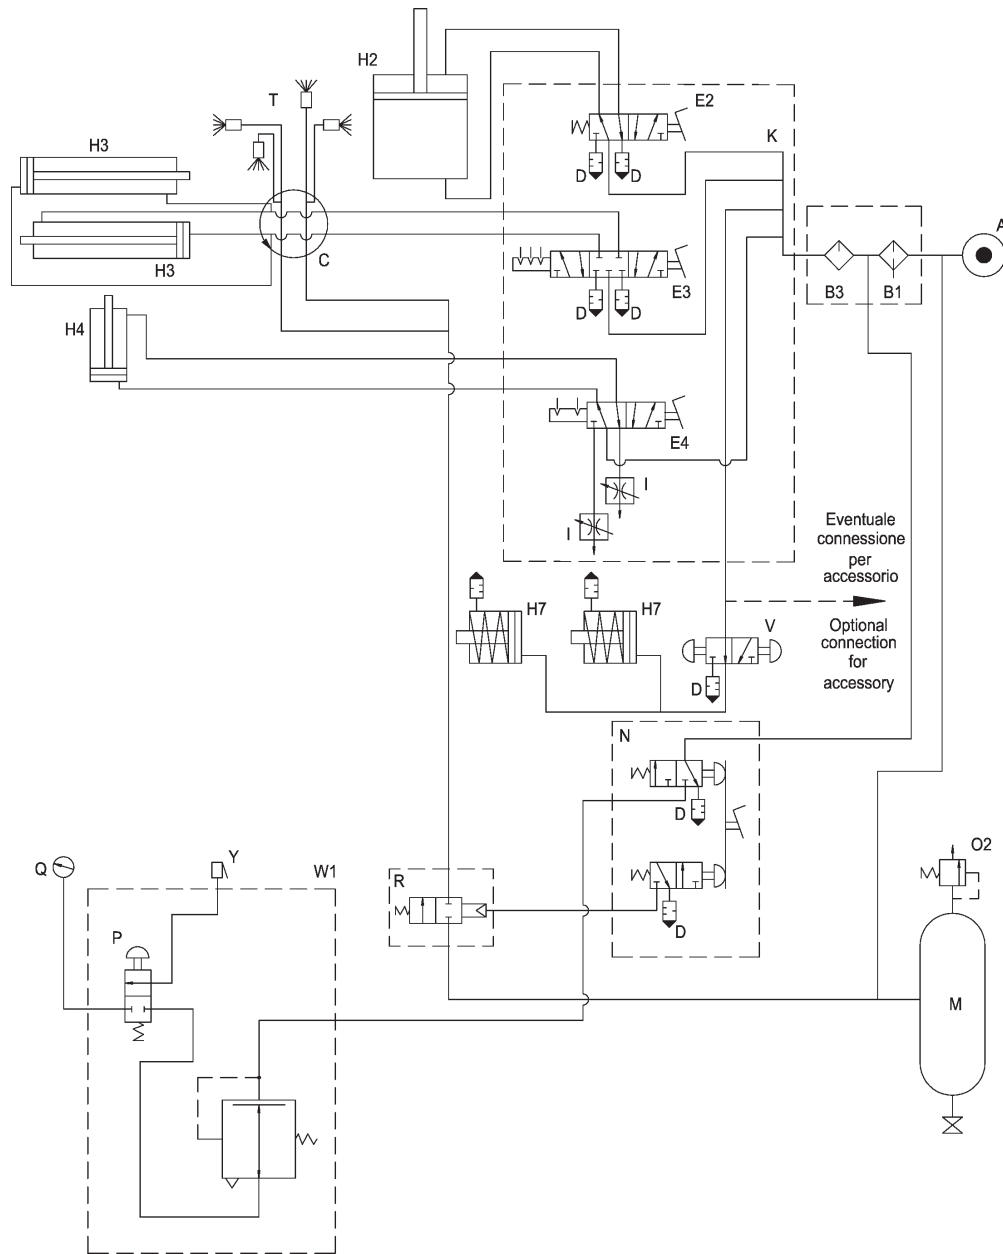 H2
T
E2
K
H3
D D
A
C
H3
E3
B3 B1
D D
H4
E4
I
I
Eventuale
connessione
per
accessorio
H7 H7 V
Optional
connection
for
accessory
D
N
D
O2
Q Y W1
R
P
D
M